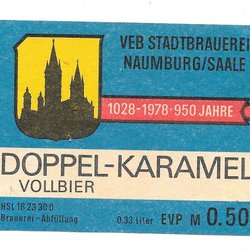 VEB STADTBRAUEREI
NAUMBURG/SAALE
1028-1978·950 JAHRE
DOPPEL-KARAMEL
VOLLBIER
HSL 18 23 30 0
Brauerei-Abfüllung 0.33 Liter EVP M 0.50